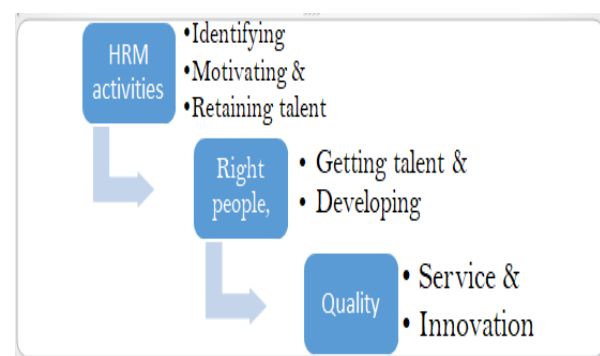 HRM
activities
•Identifying
•Motivating &
•Retaining talent
Right
people,
• Getting talent &
• Developing
Quality
• Service &
• Innovation